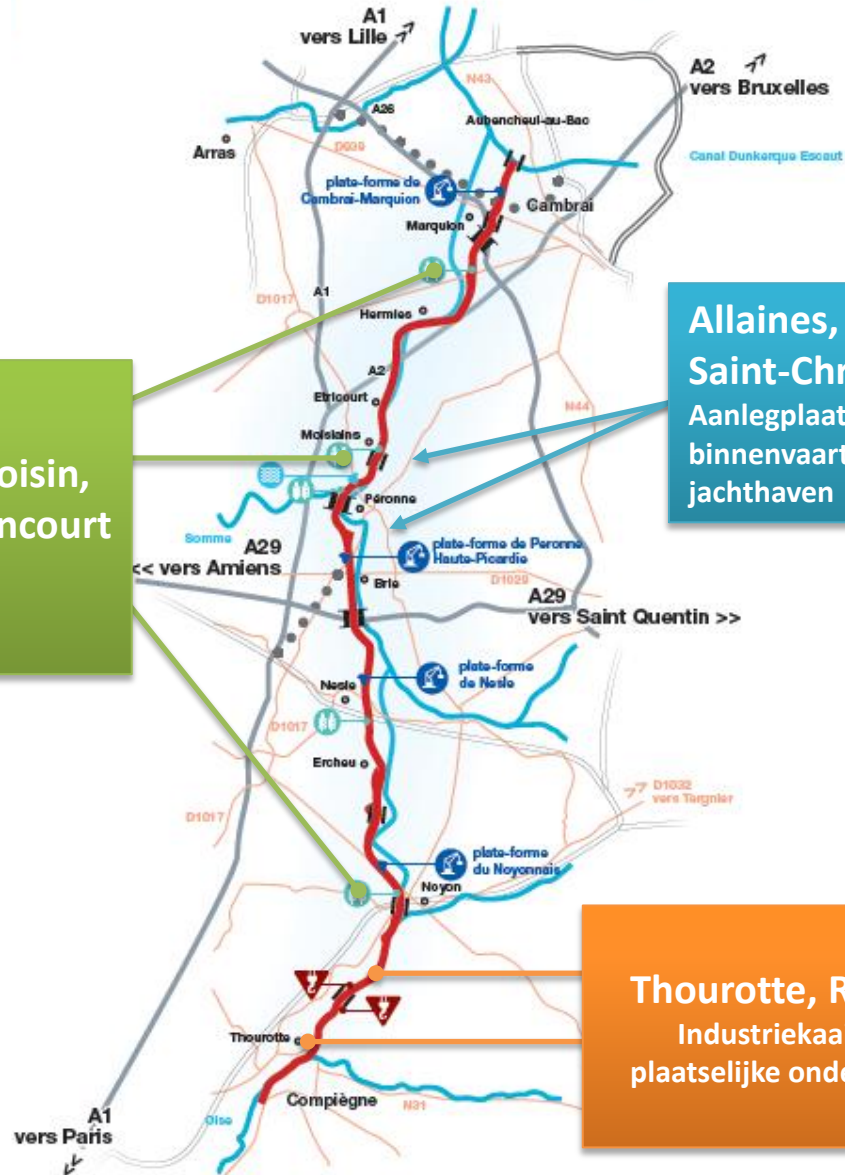 A1
vers Lille
A2
vers Bruxelles
N43
A26
Aubencheul-au-Bac
Arras
D939
Canal Dunkerque Escaut
plate-forme de
Cambrai-Marquion
Cambrai
Marquion
D1017
A1
Hermies
Allaines,
Saint-Chr
Aanlegplaat
binnenvaart
jachthaven
A2
Etricourt
N44
Moislains
oisin,
ncourt
Péronne
Somme
A29
<< vers Amiens
plate-forme de Peronne
Haute-Picardie
Brie
D1029
A29
vers Saint Quentin >>
plate-forme
de Nesle
Nesle
D1017
Ercheu
D1032
vers Tergnier
D1017
plate-forme
du Noyonnais
Noyon
Thourotte, R
Industriekaa
plaatselijke onde
Thourotte
Compiègne
Oise
N31
A1
vers Paris